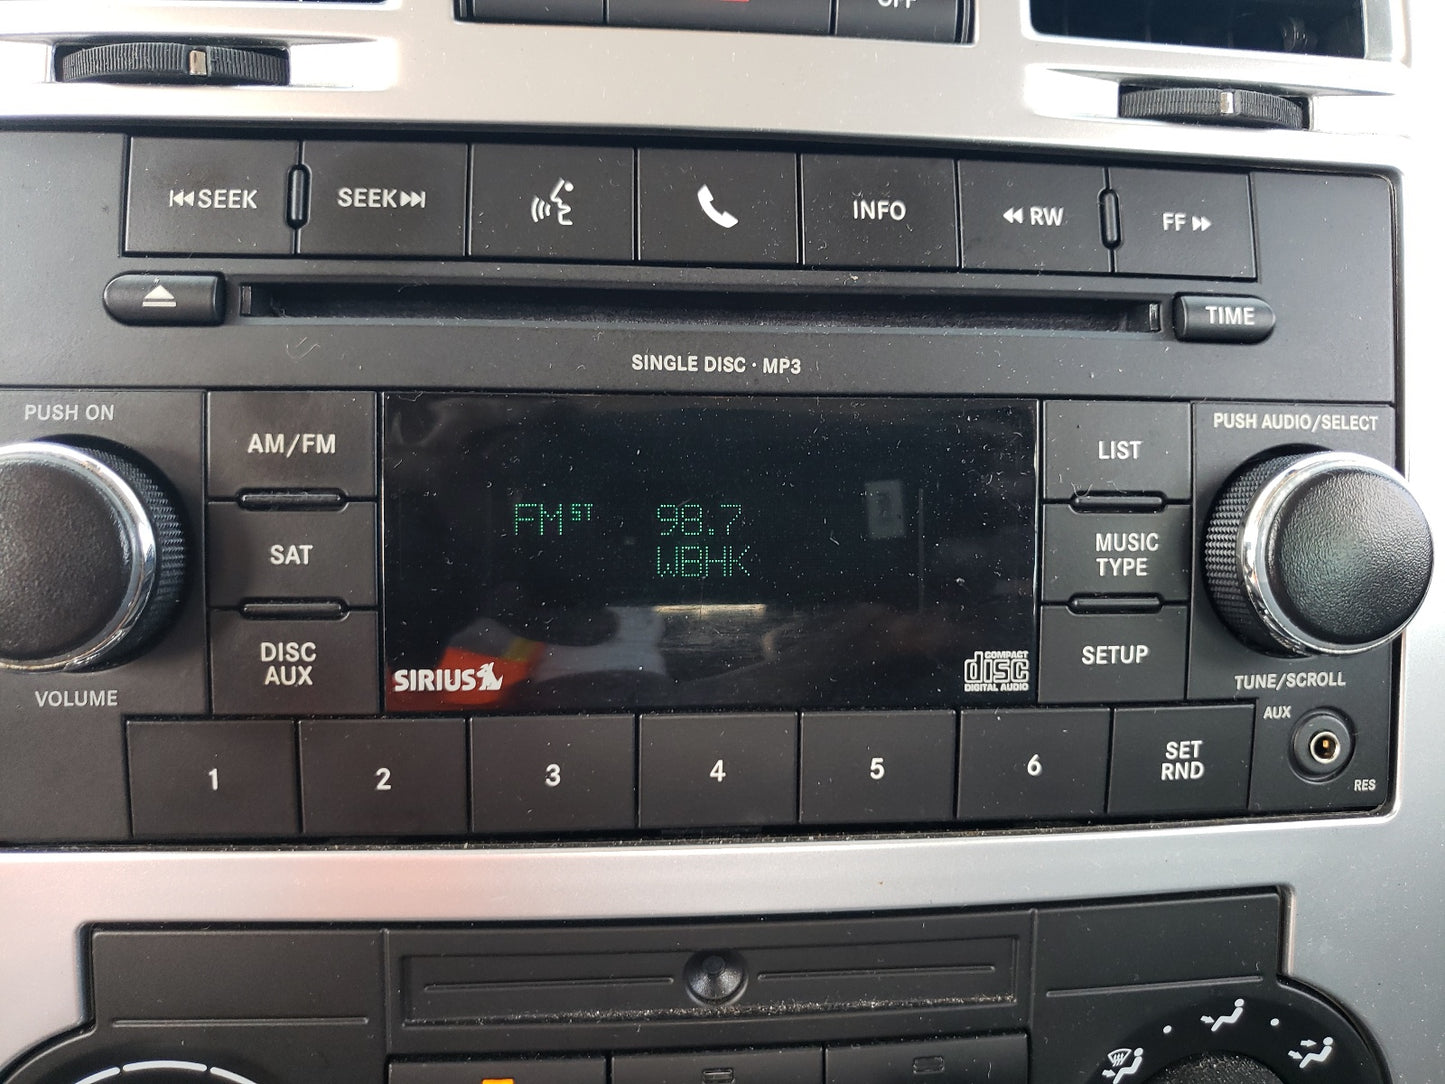 OFF
SEEK
SEEK
INFO
RW
FF
TIME
SINGLE DISC · MP3
PUSH ON
AM/FM
LIST
PUSH AUDIO/SELECT
FM ST 98.7
WBHK
SAT
MUSIC
TYPE
DISC
AUX
SETUP
SIRIUS
COMPACT
disc
DIGITAL AUDIO
VOLUME
TUNE/SCROLL
AUX
1
2
3
4
5
6
SET
RND
RES